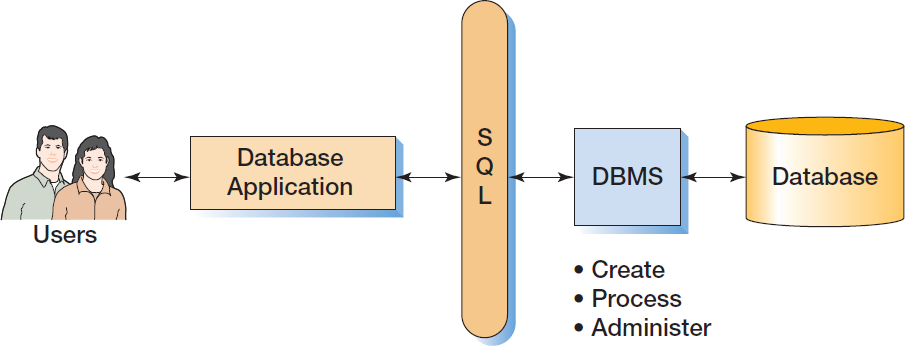 Users
Database
Application
S
Q
L
DBMS
• Create
• Process
• Administer
Database